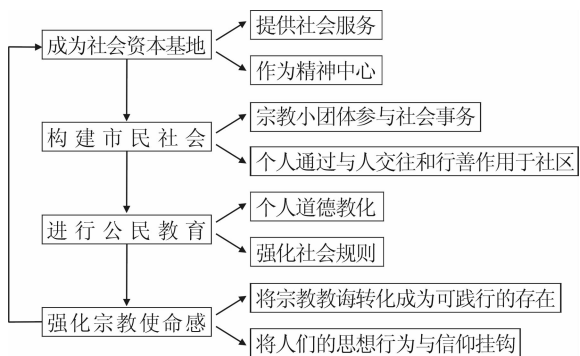 成为社会资本基地
提供社会服务
作为精神中心
构建市民社会
宗教小团体参与社会事务
个人通过与人交往和行善作用于社区
进行公民教育
个人道德教化
强化社会规则
强化宗教使命感
将宗教教诲转化成为可践行的存在
将人们的思想行为与信仰挂钩